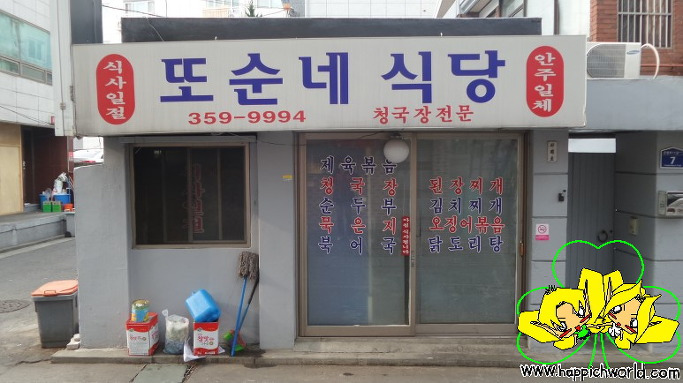 식사일절
또순네 식당
안주일체
359-9994
청국장전문
제육볶음
청국장
순두부
묵은지
북어국
된장찌개
김치찌개
오징어볶음
닭도리탕
7
www.happichworld.com